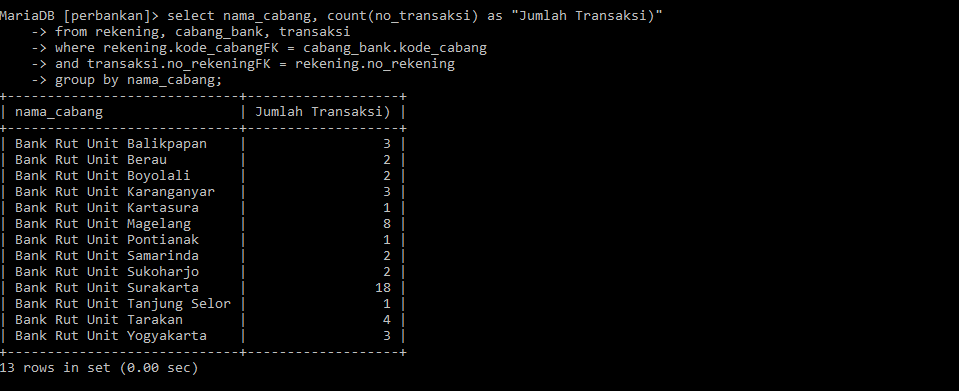 MariaDB [perbankan]> select nama_cabang, count(no_transaksi) as "Jumlah Transaksi)"
    -> from rekening, cabang_bank, transaksi
    -> where rekening.kode_cabangFK = cabang_bank.kode_cabang
    -> and transaksi.no_rekeningFK = rekening.no_rekening
    -> group by nama_cabang;
+-----------------------------+-------------------+
| nama_cabang                 | Jumlah Transaksi) |
+-----------------------------+-------------------+
| Bank Rut Unit Balikpapan    |                 3 |
| Bank Rut Unit Berau         |                 2 |
| Bank Rut Unit Boyolali      |                 2 |
| Bank Rut Unit Karanganyar   |                 3 |
| Bank Rut Unit Kartasura     |                 1 |
| Bank Rut Unit Magelang      |                 8 |
| Bank Rut Unit Pontianak     |                 1 |
| Bank Rut Unit Samarinda     |                 2 |
| Bank Rut Unit Sukoharjo     |                 2 |
| Bank Rut Unit Surakarta     |                18 |
| Bank Rut Unit Tanjung Selor |                 1 |
| Bank Rut Unit Tarakan       |                 4 |
| Bank Rut Unit Yogyakarta    |                 3 |
+-----------------------------+-------------------+
13 rows in set (0.00 sec)